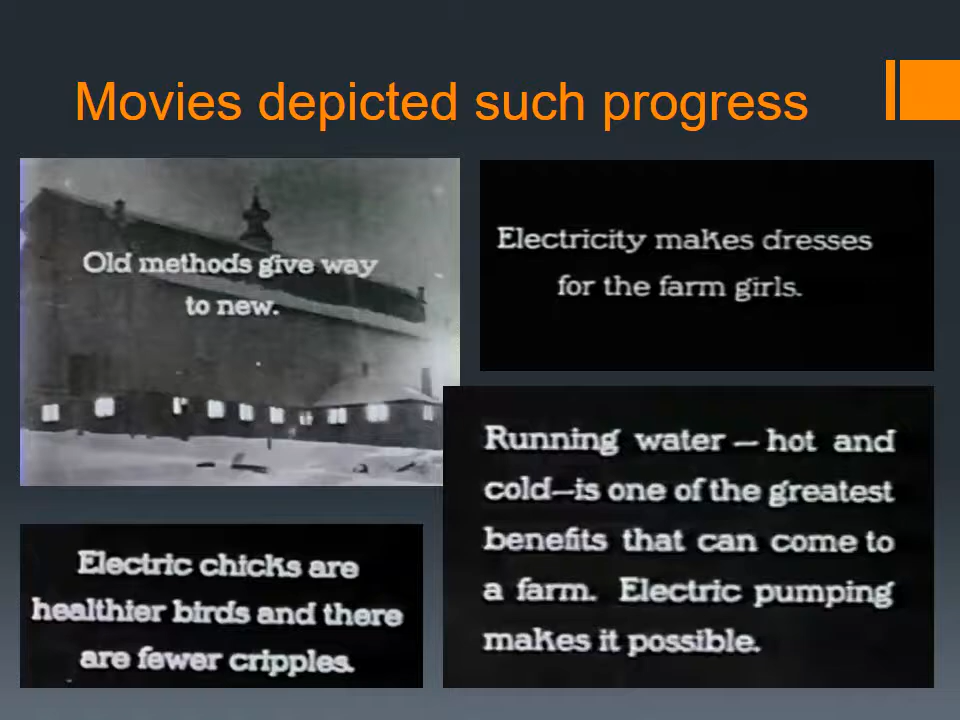 Movies depicted such progress
Old methods give way
to new.
Electricity makes dresses
for the farm girls.
Running water — hot and
cold—is one of the greatest
benefits that can come to
a farm. Electric pumping
makes it possible.
Electric chicks are
healthier birds and there
are fewer cripples.